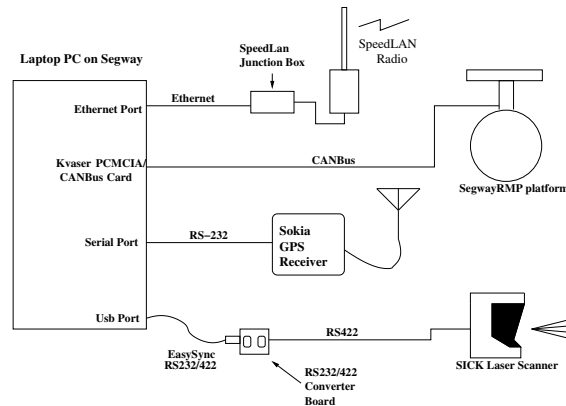 SpeedLan
Junction Box
SpeedLAN
Radio
Laptop PC on Segway
Ethernet Port
Ethernet
Kvaser PCMCIA/
CANBus Card
CANBus
SegwayRMP platform
Serial Port
RS-232
Sokia
GPS
Receiver
Usb Port
EasySync
RS232/422
RS422
RS232/422
Converter
Board
SICK Laser Scanner